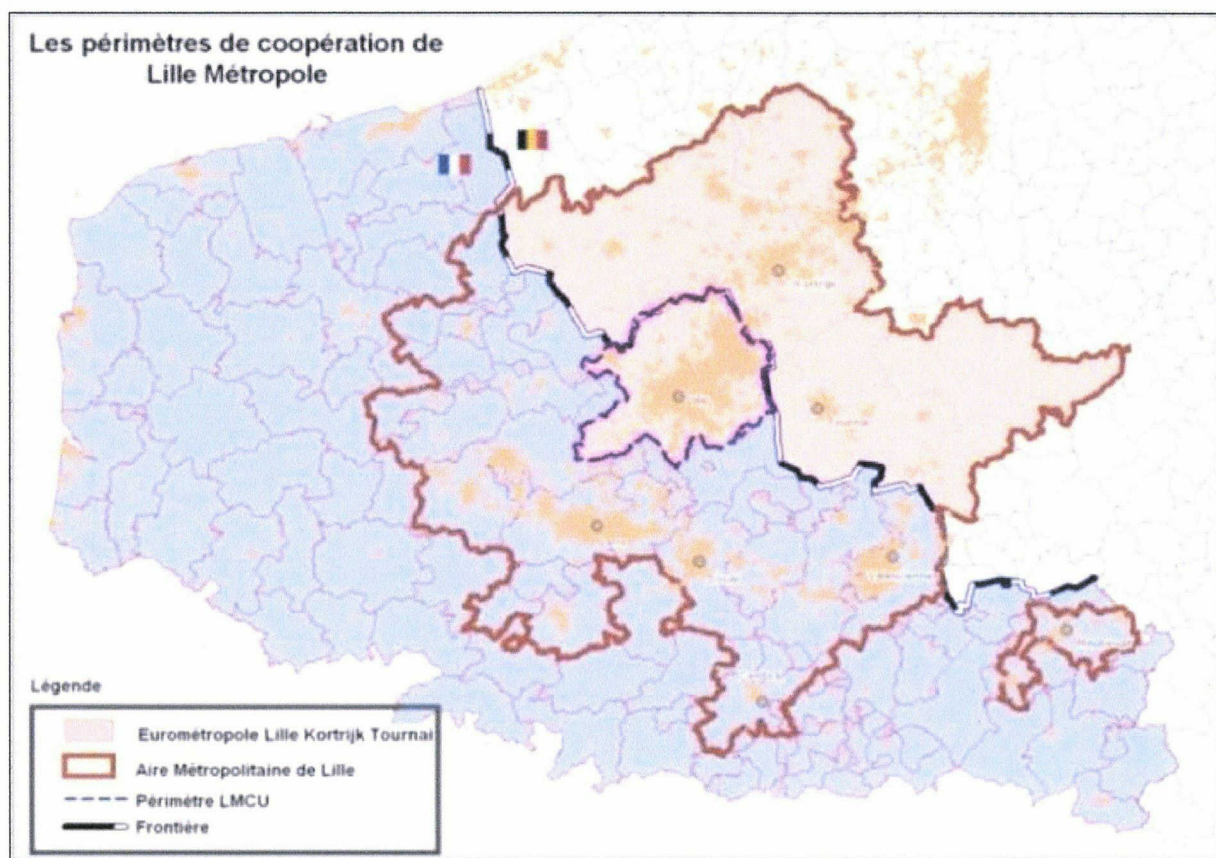 Les périmètres de coopération de
Lille Métropole
Légende
Eurométropole Lille Kortrijk Tournai
Aire Métropolitaine de Lille
Périmètre LMCU
Frontière